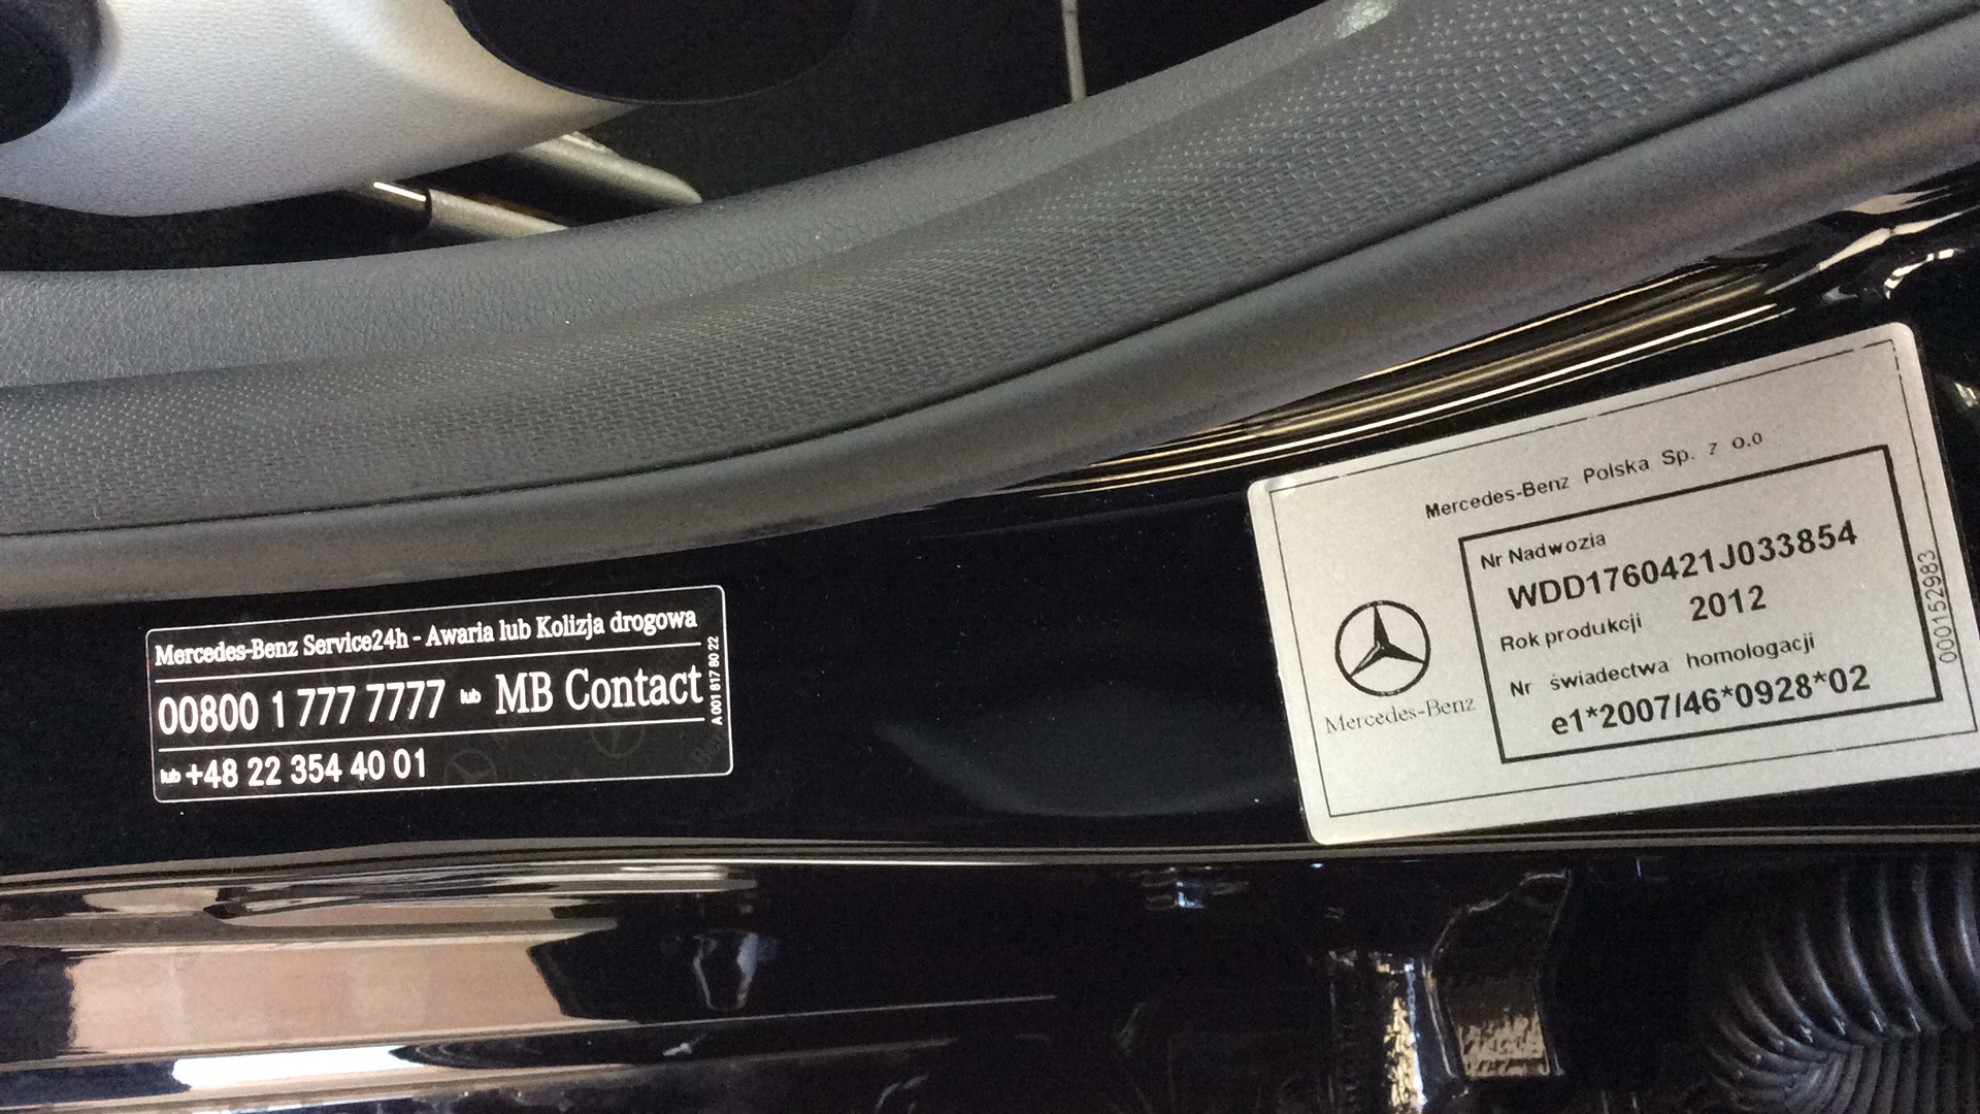 Mercedes-Benz Service24h - Awaria lub Kolizja drogowa
00800 1 777 7777 lub MB Contact
lub +48 22 354 40 01
A 001 817 80 22
Mercedes-Benz Polska Sp. z o.o
Nr Nadwozia
WDD1760421J033854
Rok produkcji 2012
Nr świadectwa homologacji
e1*2007/46*0928*02
Mercedes-Benz
000152983